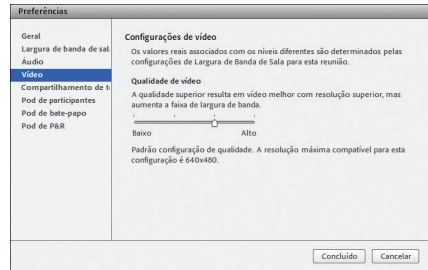 Preferências
Geral
Largura de banda de sal
Áudio
Vídeo
Compartilhamento de t
Pod de participantes
Pod de bate-papo
Pod de P&R
Configurações de vídeo
Os valores reais associados com os níveis diferentes são determinados pelas
configurações de Largura de Banda de Sala para esta reunião.
Qualidade de vídeo
A qualidade superior resulta em vídeo melhor com resolução superior, mas
aumenta a faixa de largura de banda.
Baixo Alto
Padrão configuração de qualidade. A resolução máxima compatível para esta
configuração é 640x480.
Concluído Cancelar